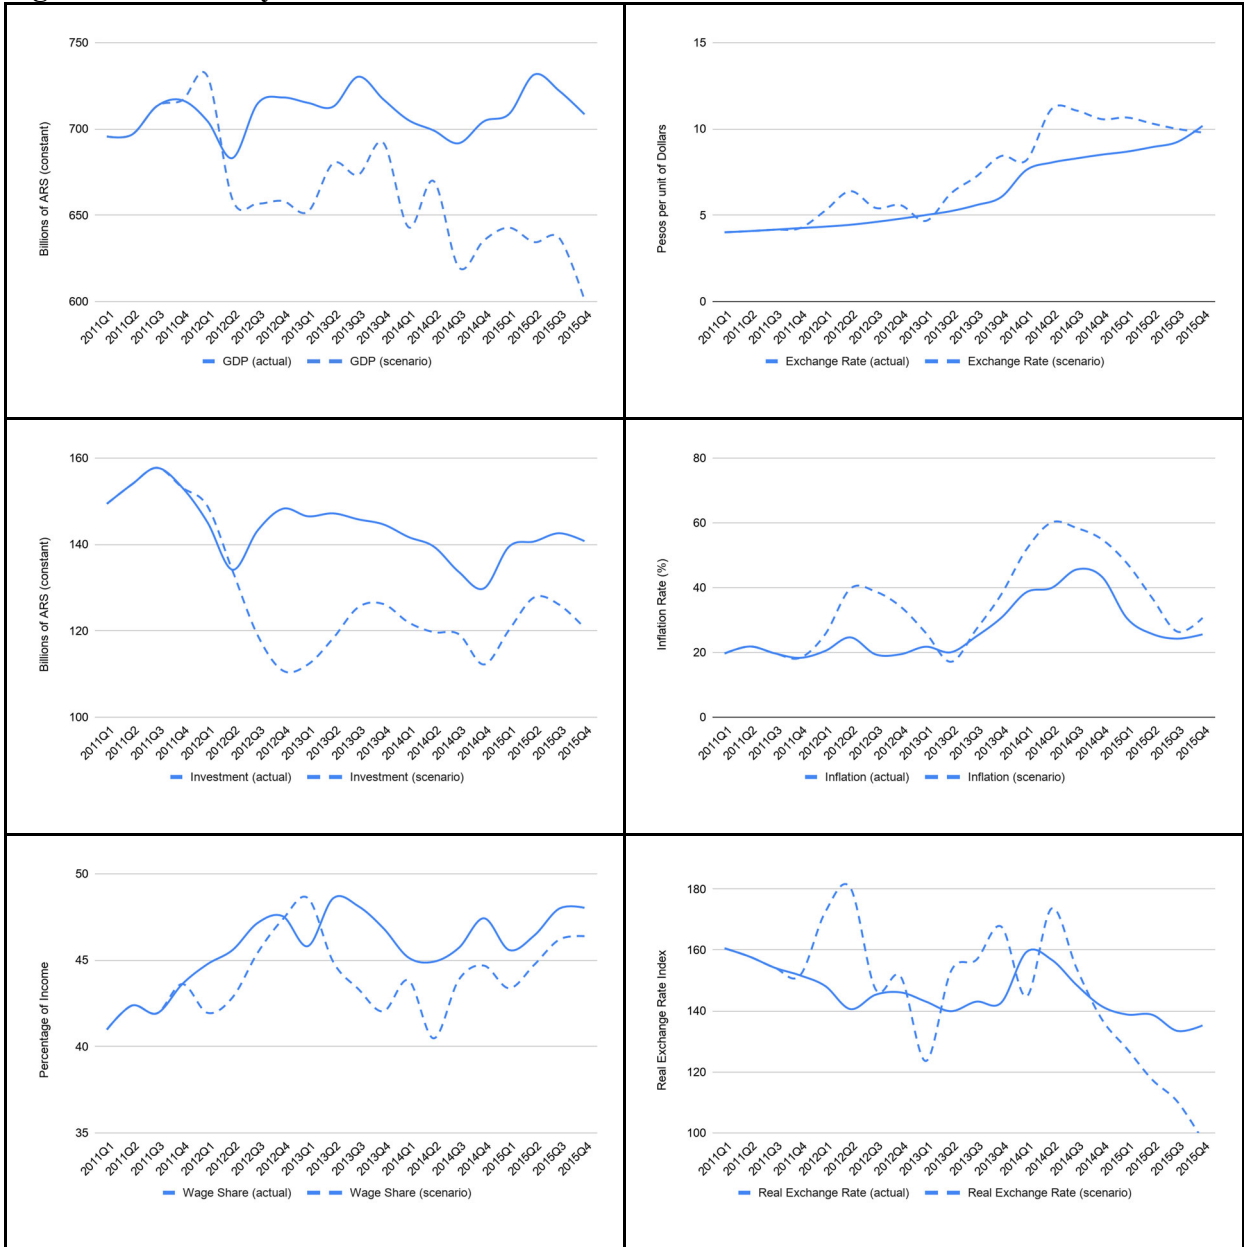 750
700
650
600
Billions of ARS (constant)
2011Q1 2011Q2 2011Q3 2011Q4 2012Q1 2012Q2 2012Q3 2012Q4 2013Q1 2013Q2 2013Q3 2013Q4 2014Q1 2014Q2 2014Q3 2014Q4 2015Q1 2015Q2 2015Q3 2015Q4
GDP (actual) GDP (scenario)
15
10
5
0
Pesos per unit of Dollars
2011Q1 2011Q2 2011Q3 2011Q4 2012Q1 2012Q2 2012Q3 2012Q4 2013Q1 2013Q2 2013Q3 2013Q4 2014Q1 2014Q2 2014Q3 2014Q4 2015Q1 2015Q2 2015Q3 2015Q4
Exchange Rate (actual) Exchange Rate (scenario)
160
140
120
100
Billions of ARS (constant)
2011Q1 2011Q2 2011Q3 2011Q4 2012Q1 2012Q2 2012Q3 2012Q4 2013Q1 2013Q2 2013Q3 2013Q4 2014Q1 2014Q2 2014Q3 2014Q4 2015Q1 2015Q2 2015Q3 2015Q4
Investment (actual) Investment (scenario)
80
60
40
20
0
Inflation Rate (%)
2011Q1 2011Q2 2011Q3 2011Q4 2012Q1 2012Q2 2012Q3 2012Q4 2013Q1 2013Q2 2013Q3 2013Q4 2014Q1 2014Q2 2014Q3 2014Q4 2015Q1 2015Q2 2015Q3 2015Q4
Inflation (actual) Inflation (scenario)
50
45
40
35
Percentage of Income
2011Q1 2011Q2 2011Q3 2011Q4 2012Q1 2012Q2 2012Q3 2012Q4 2013Q1 2013Q2 2013Q3 2013Q4 2014Q1 2014Q2 2014Q3 2014Q4 2015Q1 2015Q2 2015Q3 2015Q4
Wage Share (actual) Wage Share (scenario)
180
160
140
120
100
Real Exchange Rate Index
2011Q1 2011Q2 2011Q3 2011Q4 2012Q1 2012Q2 2012Q3 2012Q4 2013Q1 2013Q2 2013Q3 2013Q4 2014Q1 2014Q2 2014Q3 2014Q4 2015Q1 2015Q2 2015Q3 2015Q4
Real Exchange Rate (actual) Real Exchange Rate (scenario)